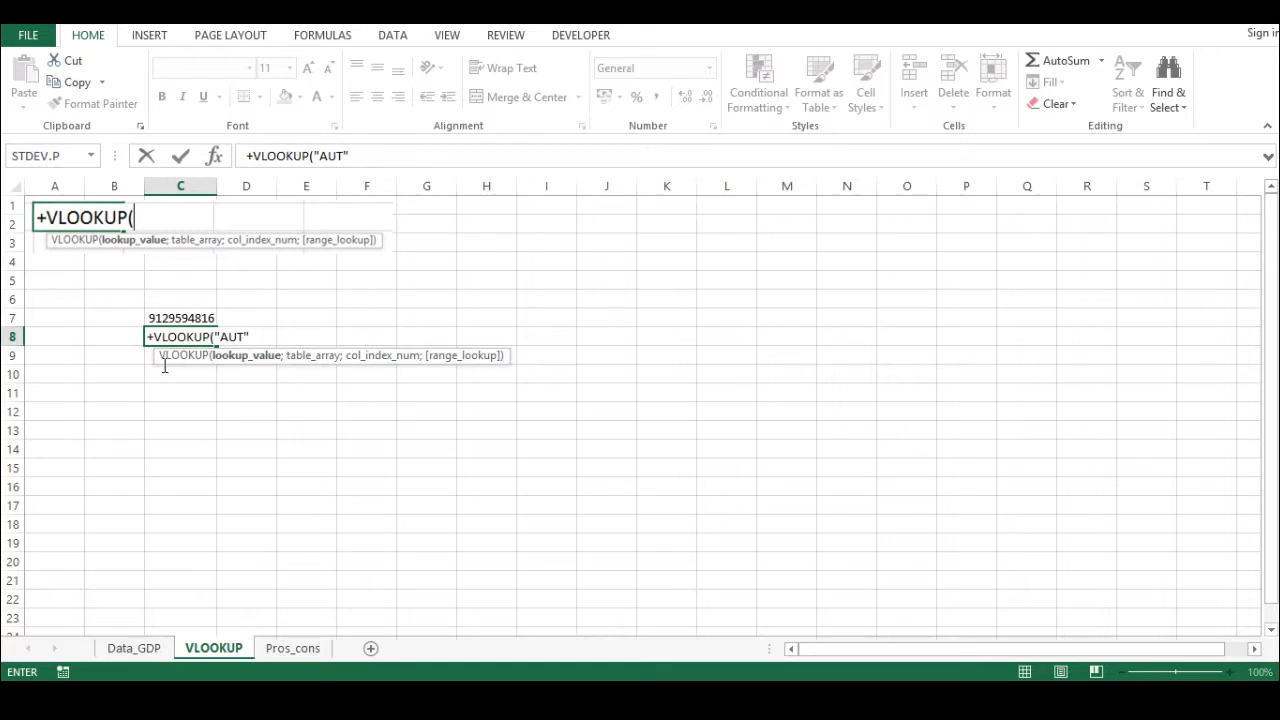 Sign in
FILE HOME INSERT PAGE LAYOUT FORMULAS DATA VIEW REVIEW DEVELOPER
Cut
Copy
Format Painter
Paste
Clipboard
11
B I U
Font
Wrap Text
Merge & Center
Alignment
General
%
Number
Conditional Formatting
Format as Table
Cell Styles
Styles
Insert
Delete
Format
Cells
AutoSum
Fill
Clear
Sort & Filter
Find & Select
Editing
STDEV.P
fx
+VLOOKUP("AUT"
A B C D E F G H I J K L M N O P Q R S T
1
2
3
4
5
6
7
8
9
10
11
12
13
14
15
16
17
18
19
20
21
22
23
24
+VLOOKUP(
VLOOKUP(lookup_value; table_array; col_index_num; [range_lookup])
9129594816
+VLOOKUP("AUT"
VLOOKUP(lookup_value; table_array; col_index_num; [range_lookup])
Data_GDP VLOOKUP Pros_cons
ENTER
100%